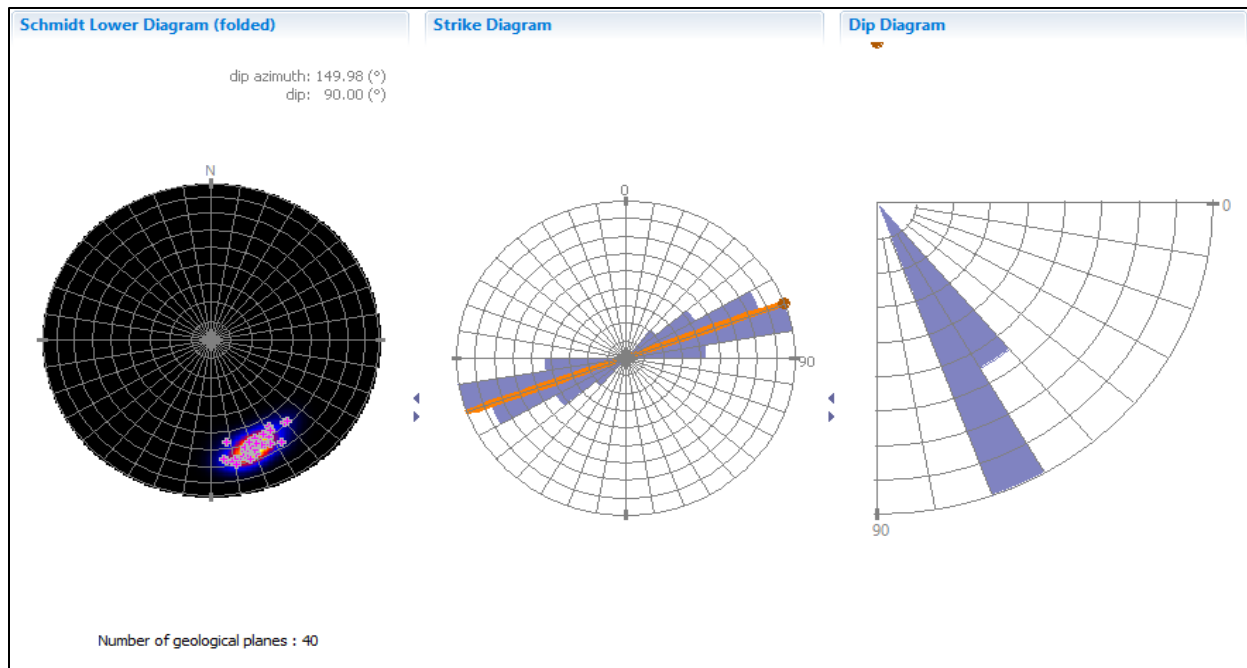 Schmidt Lower Diagram (folded)
dip azimuth: 149.98 (°)
dip: 90.00 (°)
N
Number of geological planes : 40
Strike Diagram
0
90
Dip Diagram
0
90